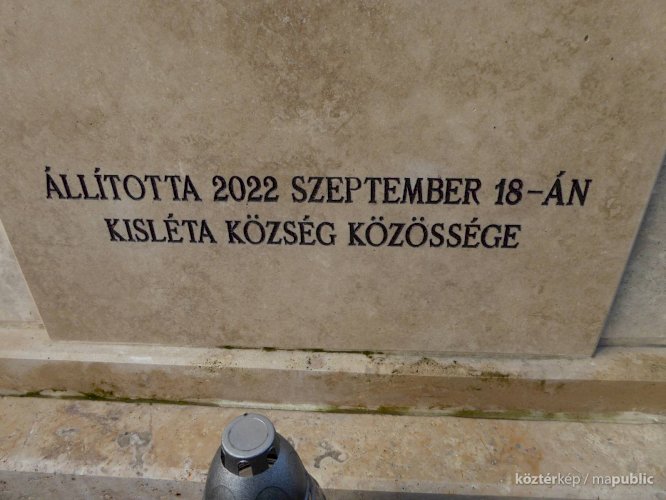 ÁLLÍTOTTA 2022 SZEPTEMBER 18-ÁN
KISLÉTA KÖZSÉG KÖZÖSSÉGE
köztérkép / mapublic